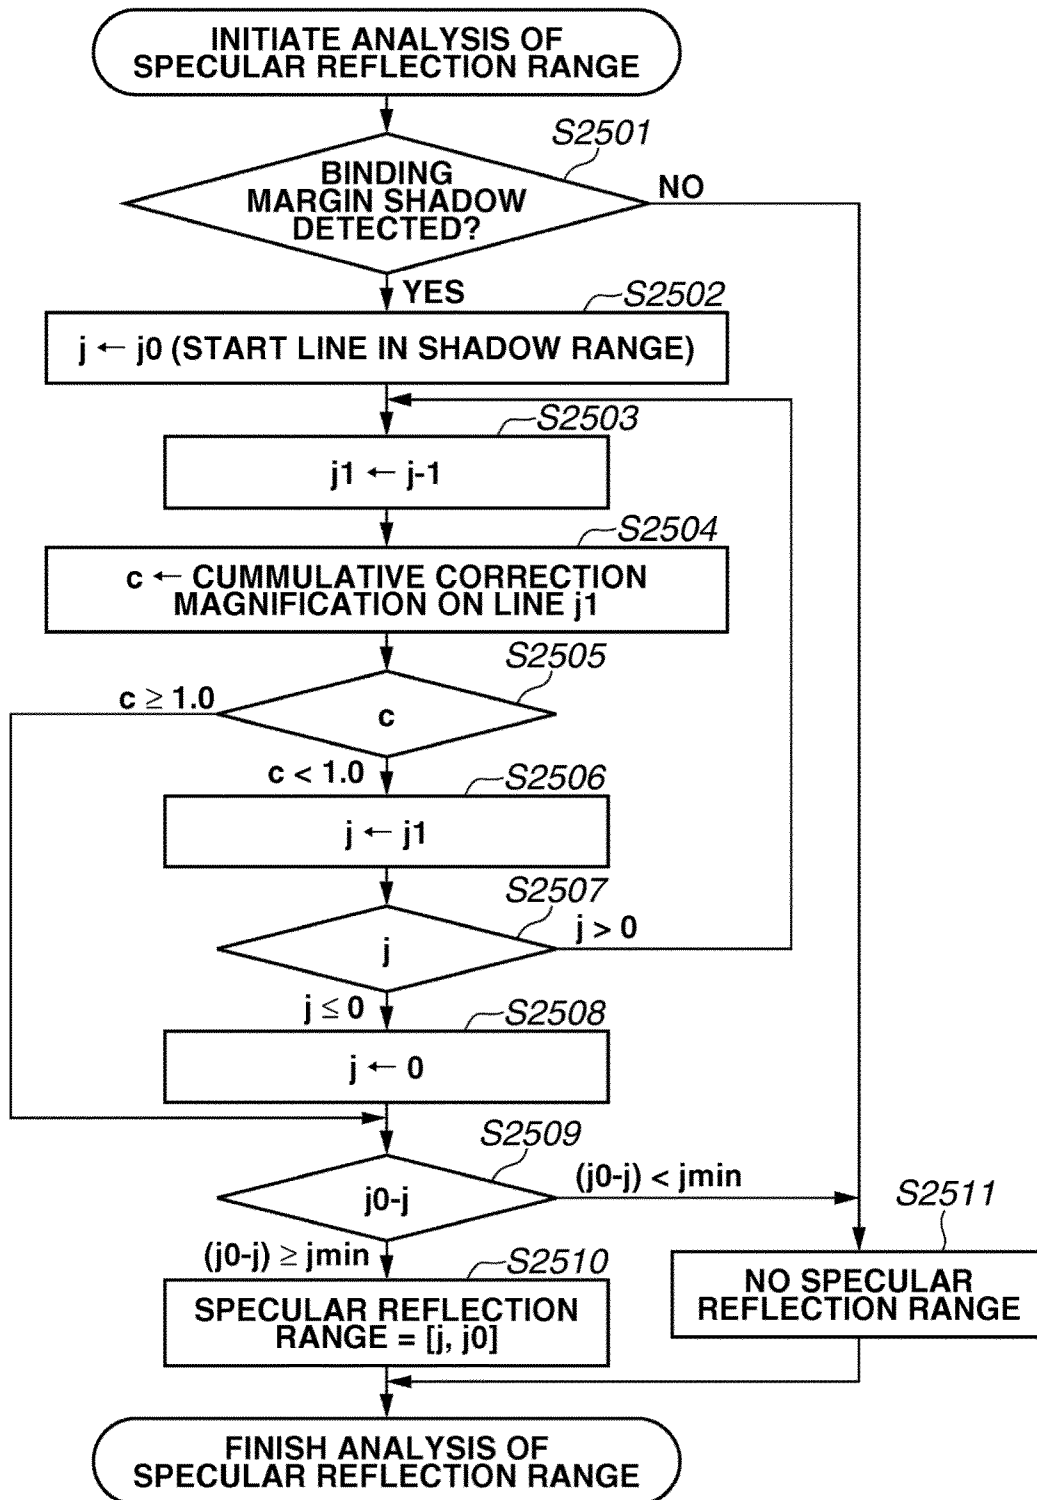 INITIATE ANALYSIS OF
SPECULAR REFLECTION RANGE
S2501
BINDING
MARGIN SHADOW
DETECTED?
NO
YES
S2502
j ← j0 (START LINE IN SHADOW RANGE)
S2503
j1 ← j-1
S2504
c ← CUMMULATIVE CORRECTION
MAGNIFICATION ON LINE j1
S2505
c ≥ 1.0
c
c < 1.0
S2506
j ← j1
S2507
j > 0
j
j ≤ 0
S2508
j ← 0
S2509
j0-j
(j0-j) < jmin
S2511
(j0-j) ≥ jmin
S2510
NO SPECULAR
REFLECTION RANGE
SPECULAR REFLECTION
RANGE = [j, j0]
FINISH ANALYSIS OF
SPECULAR REFLECTION RANGE